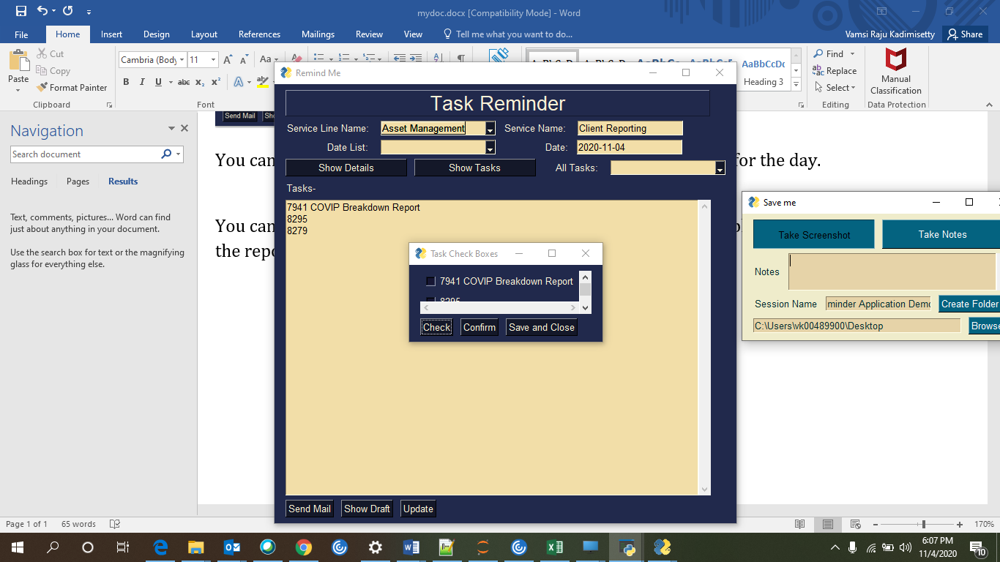 mydoc.docx [Compatibility Mode] - Word
File Home Insert Design Layout References Mailings Review View Tell me what you want to do... Vamsi Raju Kadimisetty Share
Paste
Cut
Copy
Format Painter
Clipboard
Cambria (Body 11
B I U abc x₂ x²
Font
AaBbCcDc
Heading 3
Find
Replace
Select
Editing
Manual
Classification
Data Protection
Navigation
Search document
Headings Pages Results
Text, comments, pictures... Word can find
just about anything in your document.
Use the search box for text or the magnifying
glass for everything else.
Send Mail
You can
for the day.
You can
the repo
Remind Me
Task Reminder
Service Line Name: Asset Management Service Name: Client Reporting
Date List: Date: 2020-11-04
Show Details Show Tasks All Tasks:
Tasks-
7941 COVIP Breakdown Report
8295
8279
Task Check Boxes
7941 COVIP Breakdown Report
8295
Check Confirm Save and Close
Send Mail Show Draft Update
Save me
Take Screenshot Take Notes
Notes
Session Name minder Application Demo Create Folder
C:\Users\vk00489900\Desktop Browse
Page 1 of 1 65 words 170%
6:07 PM
11/4/2020
10